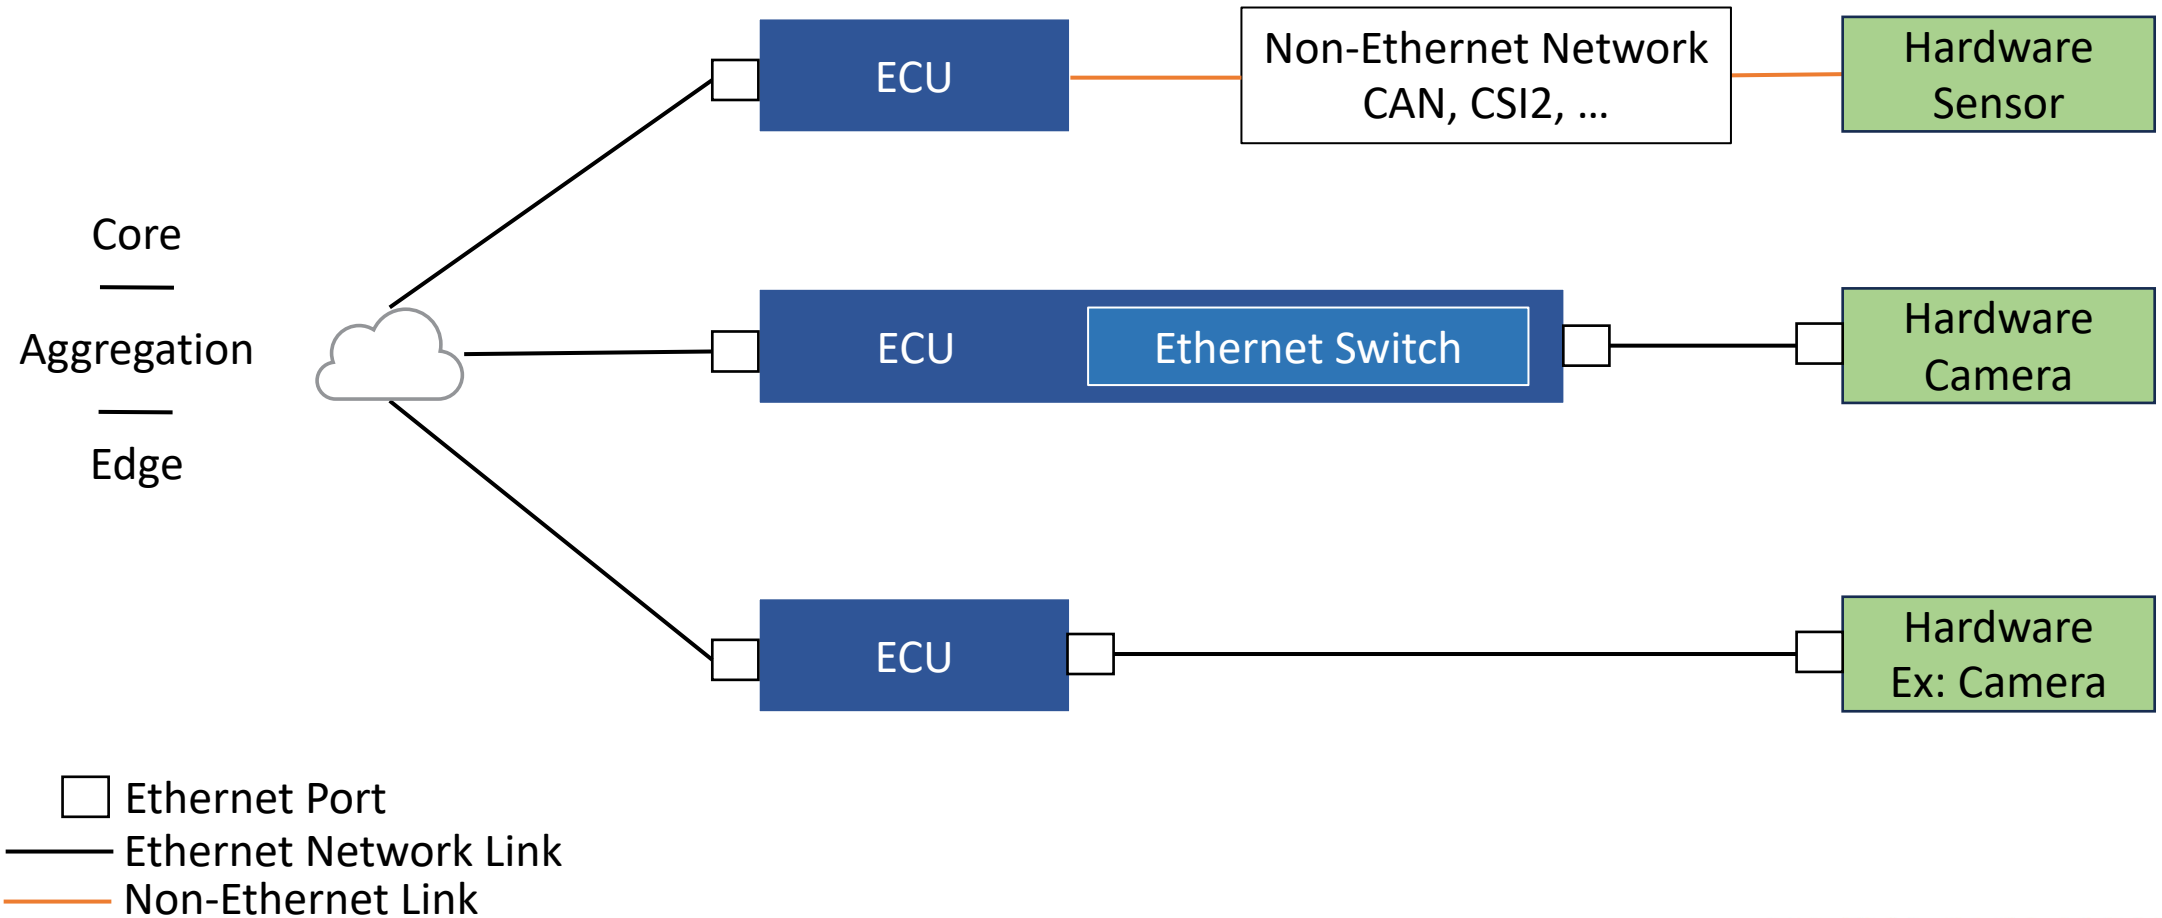 ECU
Non-Ethernet Network
CAN, CSI2, ...
Hardware
Sensor
Core
Aggregation
Edge
ECU
Ethernet Switch
Hardware
Camera
ECU
Hardware
Ex: Camera
Ethernet Port
Ethernet Network Link
Non-Ethernet Link